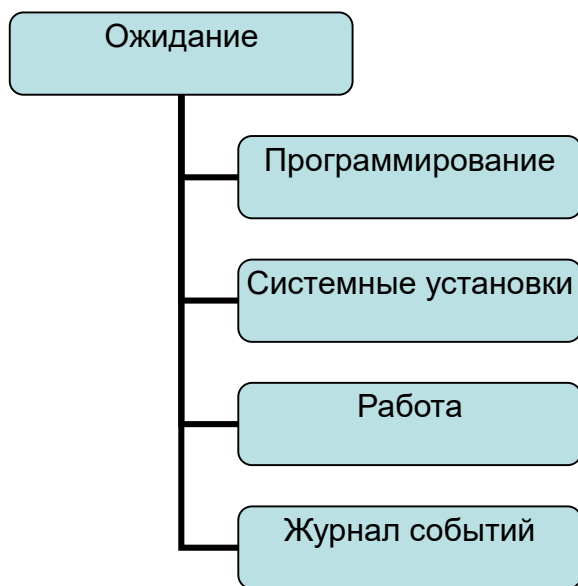 Ожидание
Программирование
Системные установки
Работа
Журнал событий